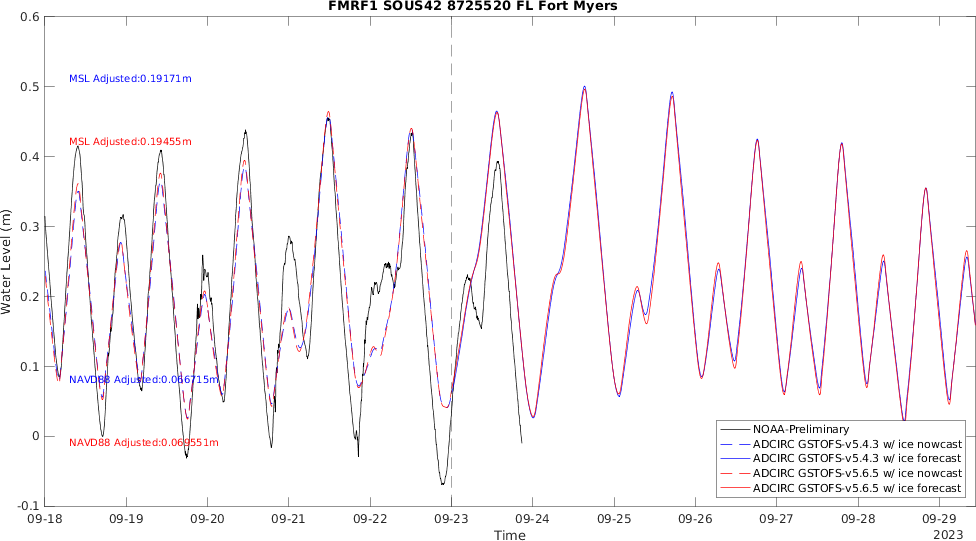 FMRF1 SOUS42 8725520 FL Fort Myers
0.6
0.5
0.4
0.3
0.2
0.1
0
-0.1
Water Level (m)
MSL Adjusted:0.19171m
MSL Adjusted:0.19455m
NAVD88 Adjusted:0.066715m
NAVD88 Adjusted:0.069551m
NOAA-Preliminary
ADCIRC GSTOFS-v5.4.3 w/ ice nowcast
ADCIRC GSTOFS-v5.4.3 w/ ice forecast
ADCIRC GSTOFS-v5.6.5 w/ ice nowcast
ADCIRC GSTOFS-v5.6.5 w/ ice forecast
09-18 09-19 09-20 09-21 09-22 09-23 09-24 09-25 09-26 09-27 09-28 09-29
2023
Time